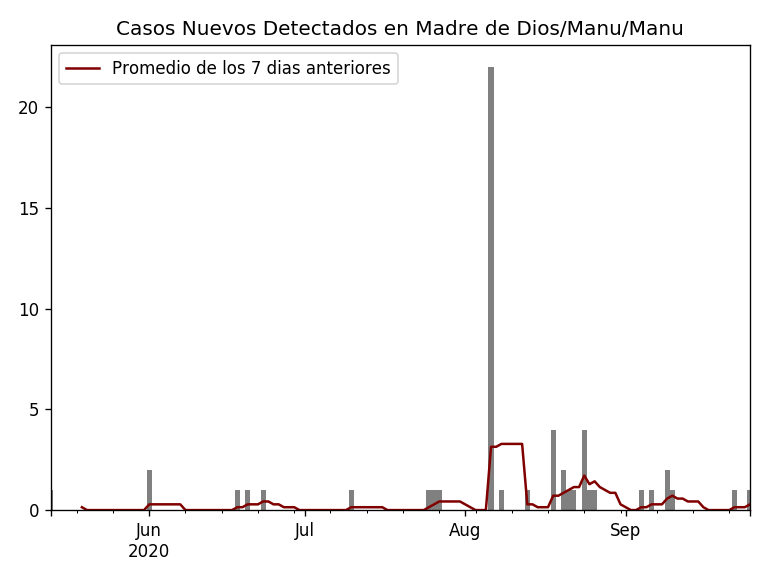 Casos Nuevos Detectados en Madre de Dios/Manu/Manu
Promedio de los 7 dias anteriores
20
15
10
5
0
Jun
2020
Jul
Aug
Sep